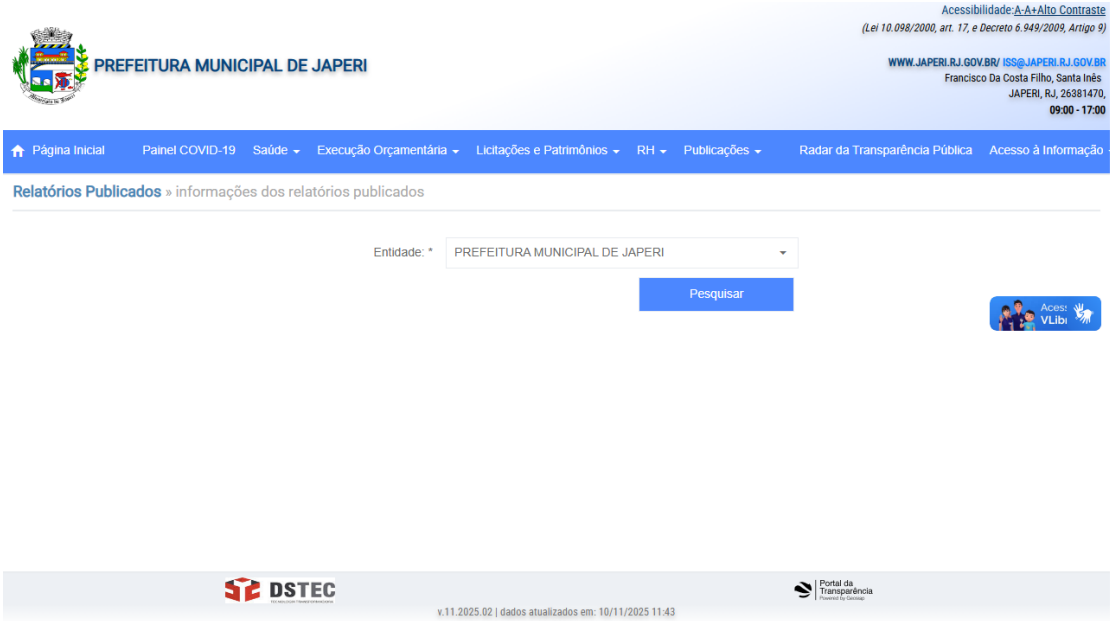 Acessibilidade:A-A+Alto Contraste
(Lei 10.098/2000, art. 17, e Decreto 6.949/2009, Artigo 9)
PREFEITURA MUNICIPAL DE JAPERI
WWW.JAPERI.RJ.GOV.BR/ ISS@JAPERI.RJ.GOV.BR
Francisco Da Costa Filho, Santa Inês
JAPERI, RJ, 26381470,
09:00 - 17:00
Página Inicial Painel COVID-19 Saúde Execução Orçamentária Licitações e Patrimônios RH Publicações Radar da Transparência Pública Acesso à Informação
Relatórios Publicados » informações dos relatórios publicados
Entidade: * PREFEITURA MUNICIPAL DE JAPERI
Pesquisar
Aces
VLib
DSTEC
Portal da
Transparência
v.11.2025.02 | dados atualizados em: 10/11/2025 11:43